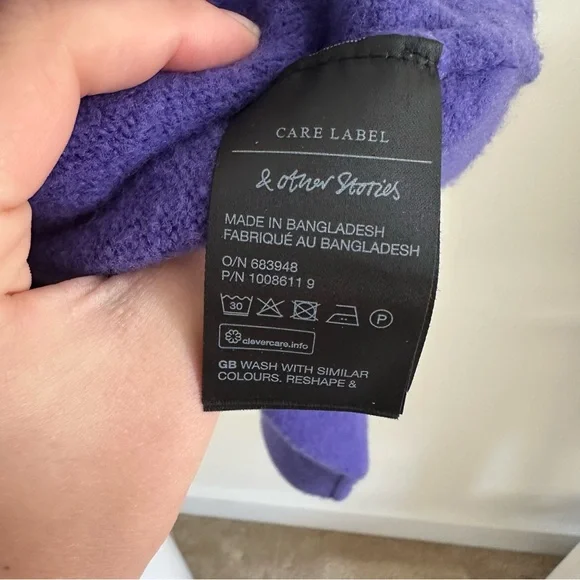 CARE LABEL
& other Stories
MADE IN BANGLADESH
FABRIQUÉ AU BANGLADESH
O/N 683948
P/N 1008611 9
30 P
clevercare.info
GB WASH WITH SIMILAR
COLOURS. RESHAPE &